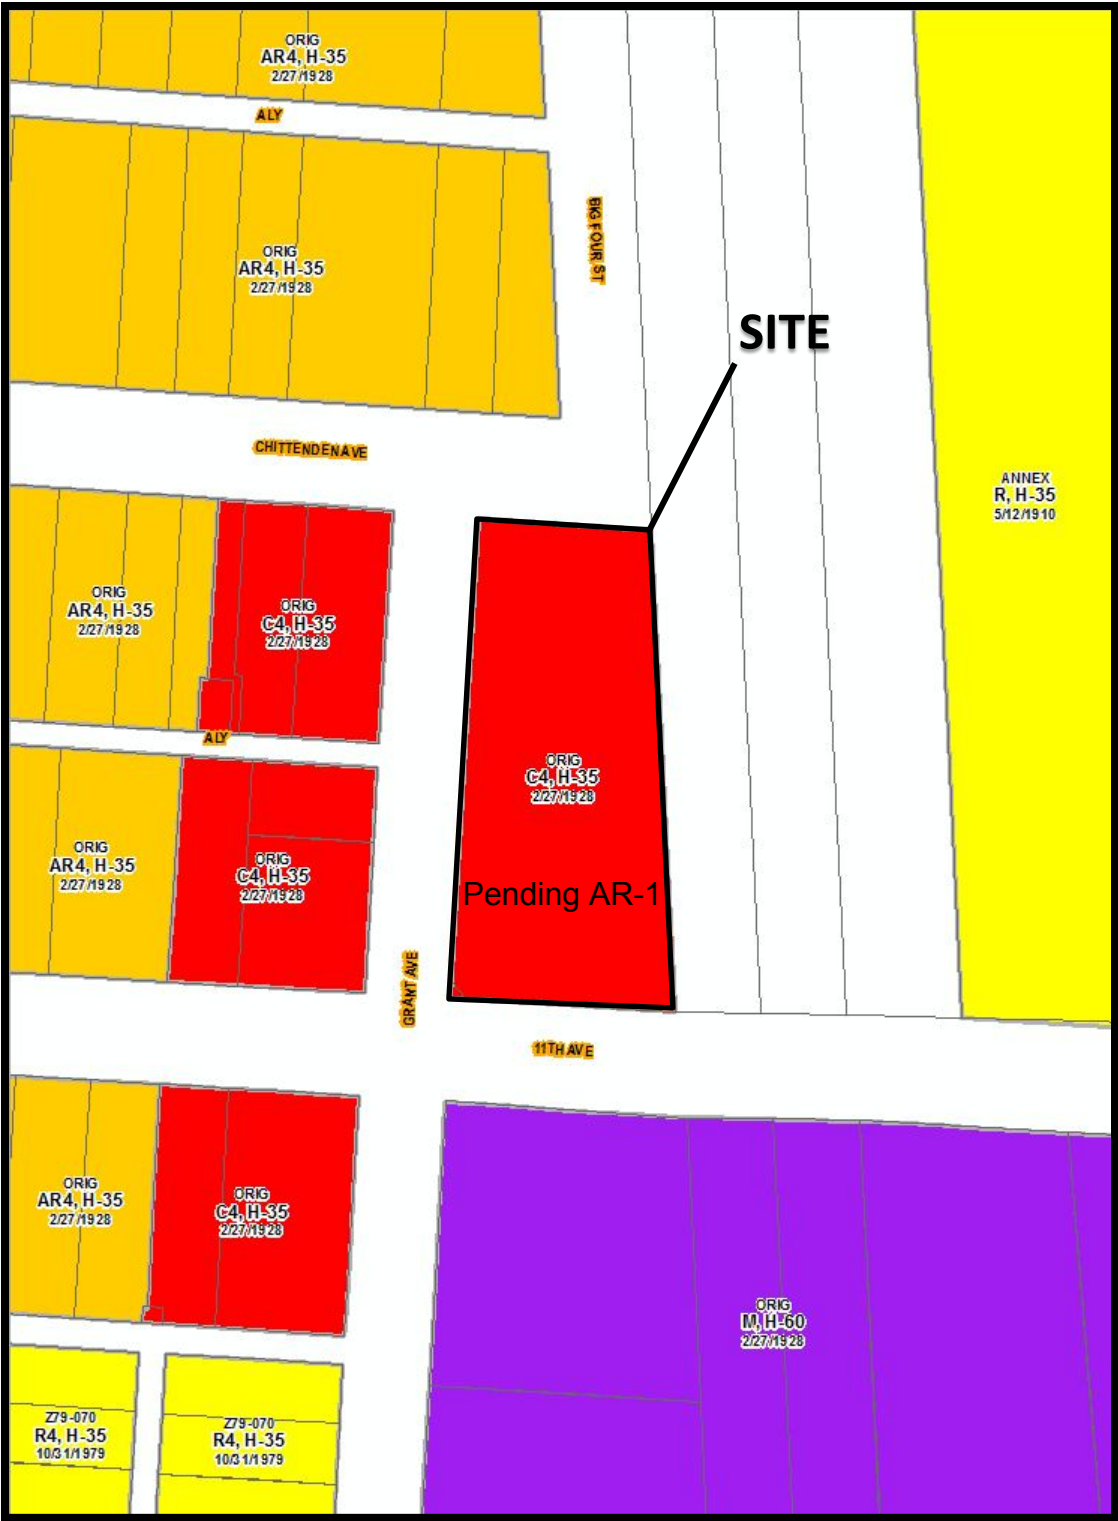 ORIG
AR4, H-35
2/27/1928
ALY
BIG FOUR ST
ORIG
AR4, H-35
2/27/1928
SITE
CHITTENDEN AVE
ANNEX
R, H-35
5/12/1910
ORIG
AR4, H-35
2/27/1928
ORIG
C4, H-35
2/27/1928
ALY
ORIG
C4, H-35
2/27/1928
ORIG
AR4, H-35
2/27/1928
ORIG
C4, H-35
2/27/1928
Pending AR-1
GRANT AVE
11TH AVE
ORIG
AR4, H-35
2/27/1928
ORIG
C4, H-35
2/27/1928
ORIG
M, H-60
2/27/1928
Z79-070
R4, H-35
10/31/1979
Z79-070
R4, H-35
10/31/1979